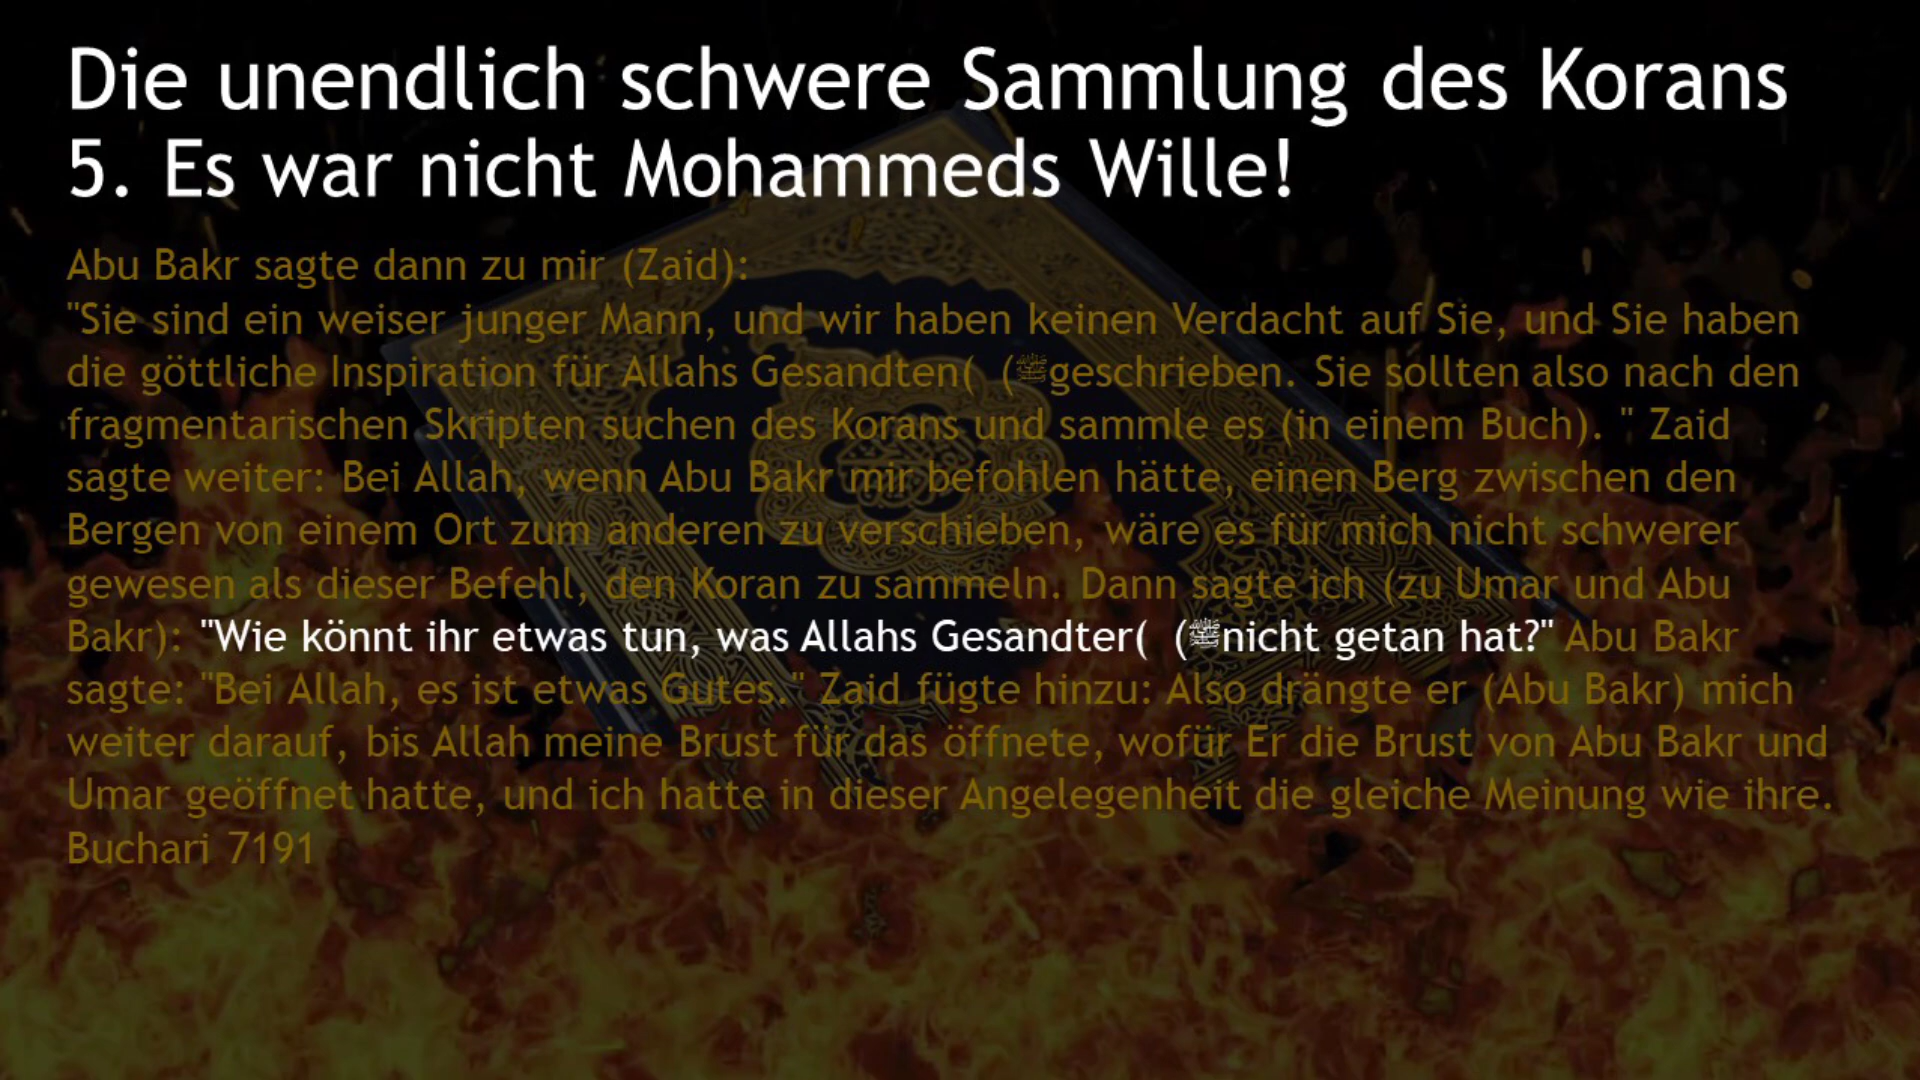 Die unendlich schwere Sammlung des Korans
5. Es war nicht Mohammeds Wille!
Abu Bakr sagte dann zu mir (Zaid):
"Sie sind ein weiser junger Mann, und wir haben keinen Verdacht auf Sie, und Sie haben
die göttliche Inspiration für Allahs Gesandten( (ﷺgeschrieben. Sie sollten also nach den
fragmentarischen Skripten suchen des Korans und sammle es (in einem Buch). " Zaid
sagte weiter: Bei Allah, wenn Abu Bakr mir befohlen hätte, einen Berg zwischen den
Bergen von einem Ort zum anderen zu verschieben, wäre es für mich nicht schwerer
gewesen als dieser Befehl, den Koran zu sammeln. Dann sagte ich (zu Umar und Abu
Bakr): "Wie könnt ihr etwas tun, was Allahs Gesandter( (ﷺnicht getan hat?" Abu Bakr
sagte: "Bei Allah, es ist etwas Gutes." Zaid fügte hinzu: Also drängte er (Abu Bakr) mich
weiter darauf, bis Allah meine Brust für das öffnete, wofür Er die Brust von Abu Bakr und
Umar geöffnet hatte, und ich hatte in dieser Angelegenheit die gleiche Meinung wie ihre.
Buchari 7191